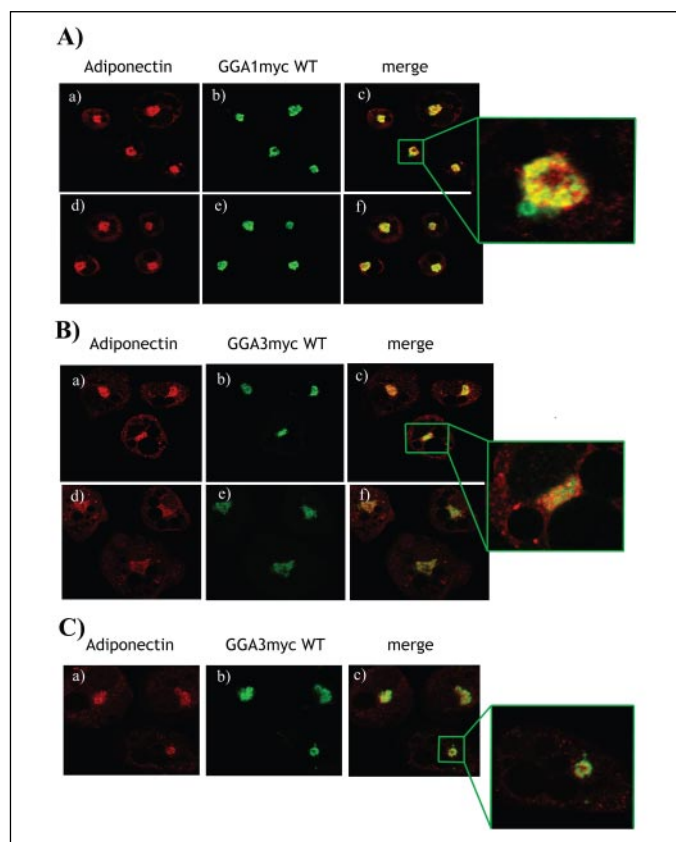 A)
Adiponectin GGA1myc WT merge
a) b) c)
d) e) f)
B)
Adiponectin GGA3myc WT merge
a) b) c)
d) e) f)
C)
Adiponectin GGA3myc WT merge
a) b) c)